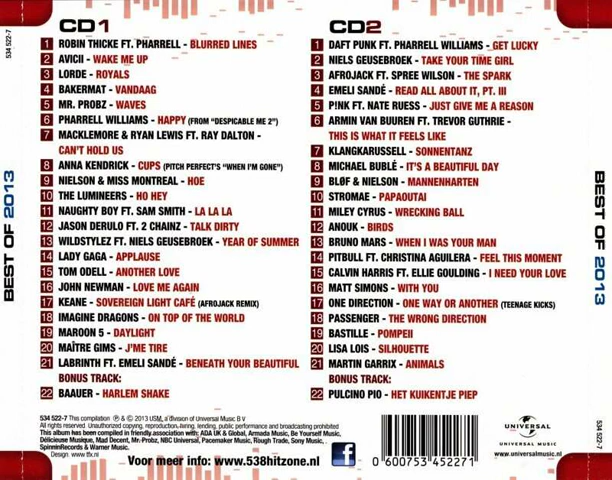 CD1
1 ROBIN THICKE FT. PHARRELL - BLURRED LINES
2 AVICII - WAKE ME UP
3 LORDE - ROYALS
4 BAKERMAT - VANDAAG
5 MR. PROBZ - WAVES
6 PHARRELL WILLIAMS - HAPPY (FROM "DESPICABLE ME 2")
7 MACKLEMORE & RYAN LEWIS FT. RAY DALTON -
CAN'T HOLD US
8 ANNA KENDRICK - CUPS (PITCH PERFECT'S "WHEN I'M GONE")
9 NIELSON & MISS MONTREAL - HOE
10 THE LUMINEERS - HO HEY
11 NAUGHTY BOY FT. SAM SMITH - LA LA LA
12 JASON DERULO FT. 2 CHAINZ - TALK DIRTY
13 WILDSTYLEZ FT. NIELS GEUSEBROEK - YEAR OF SUMMER
14 LADY GAGA - APPLAUSE
15 TOM ODELL - ANOTHER LOVE
16 JOHN NEWMAN - LOVE ME AGAIN
17 KEANE - SOVEREIGN LIGHT CAFÉ (AFROJACK REMIX)
18 IMAGINE DRAGONS - ON TOP OF THE WORLD
19 MAROON 5 - DAYLIGHT
20 MAÎTRE GIMS - J'ME TIRE
21 LABRINTH FT. EMELI SANDÉ - BENEATH YOUR BEAUTIFUL
BONUS TRACK:
22 BAAUER - HARLEM SHAKE
CD2
1 DAFT PUNK FT. PHARRELL WILLIAMS - GET LUCKY
2 NIELS GEUSEBROEK - TAKE YOUR TIME GIRL
3 AFROJACK FT. SPREE WILSON - THE SPARK
4 EMELI SANDÉ - READ ALL ABOUT IT, PT. III
5 P!NK FT. NATE RUESS - JUST GIVE ME A REASON
6 ARMIN VAN BUUREN FT. TREVOR GUTHRIE -
THIS IS WHAT IT FEELS LIKE
7 KLANGKARUSSELL - SONNENTANZ
8 MICHAEL BUBLÉ - IT'S A BEAUTIFUL DAY
9 BLØF & NIELSON - MANNENHARTEN
10 STROMAE - PAPAOUTAI
11 MILEY CYRUS - WRECKING BALL
12 ANOUK - BIRDS
13 BRUNO MARS - WHEN I WAS YOUR MAN
14 PITBULL FT. CHRISTINA AGUILERA - FEEL THIS MOMENT
15 CALVIN HARRIS FT. ELLIE GOULDING - I NEED YOUR LOVE
16 MATT SIMONS - WITH YOU
17 ONE DIRECTION - ONE WAY OR ANOTHER (TEENAGE KICKS)
18 PASSENGER - THE WRONG DIRECTION
19 BASTILLE - POMPEII
20 LISA LOIS - SILHOUETTE
21 MARTIN GARRIX - ANIMALS
BONUS TRACK:
22 PULCINO PIO - HET KUIKENTJE PIEP
534 522-7
BEST OF 2013
534 522-7
BEST OF 2013
534 522-7 This compilation ℗ & © 2013 USM, a division of Universal Music B V
All rights reserved. Unauthorized copying, reproduction, hiring, lending, public performance and broadcasting prohibited
This album has been compiled in friendly association with: ADA UK & Global, Armada Music, Be Yourself Music,
Délicieuse Musique, Mad Decent, Mr. Probz, NBC Universal, Pacemaker Music, Rough Trade, Sony Music,
SpinninRecords & Warner Music.
Design: www.tfx.nl
Voor meer info: www.538hitzone.nl
f
0 600753 452271
UNIVERSAL
UNIVERSAL MUSIC
www.universalmusic.nl